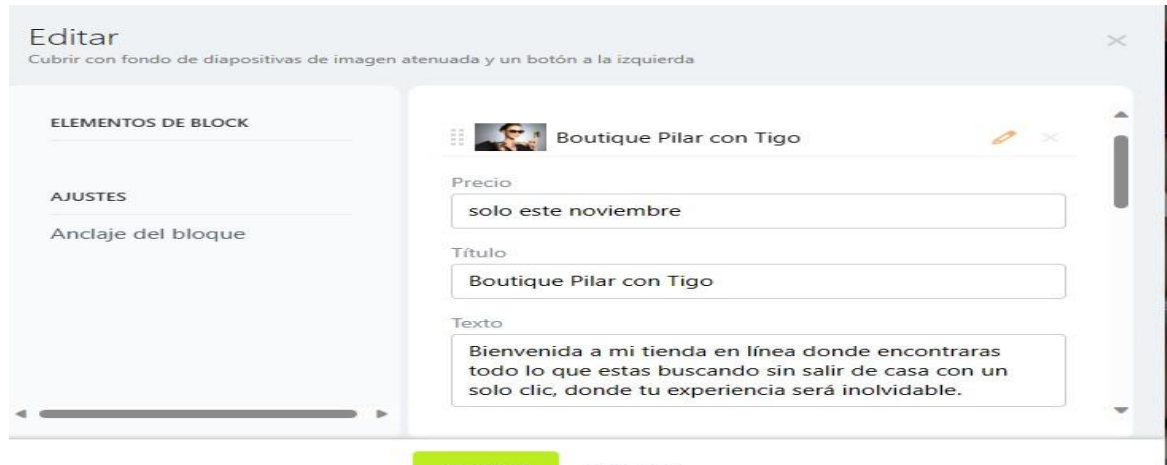 Editar
Cubrir con fondo de diapositivas de imagen atenuada y un botón a la izquierda
ELEMENTOS DE BLOCK
AJUSTES
Anclaje del bloque
Boutique Pilar con Tigo
Precio
solo este noviembre
Título
Boutique Pilar con Tigo
Texto
Bienvenida a mi tienda en línea donde encontraras
todo lo que estas buscando sin salir de casa con un
solo clic, donde tu experiencia será inolvidable.